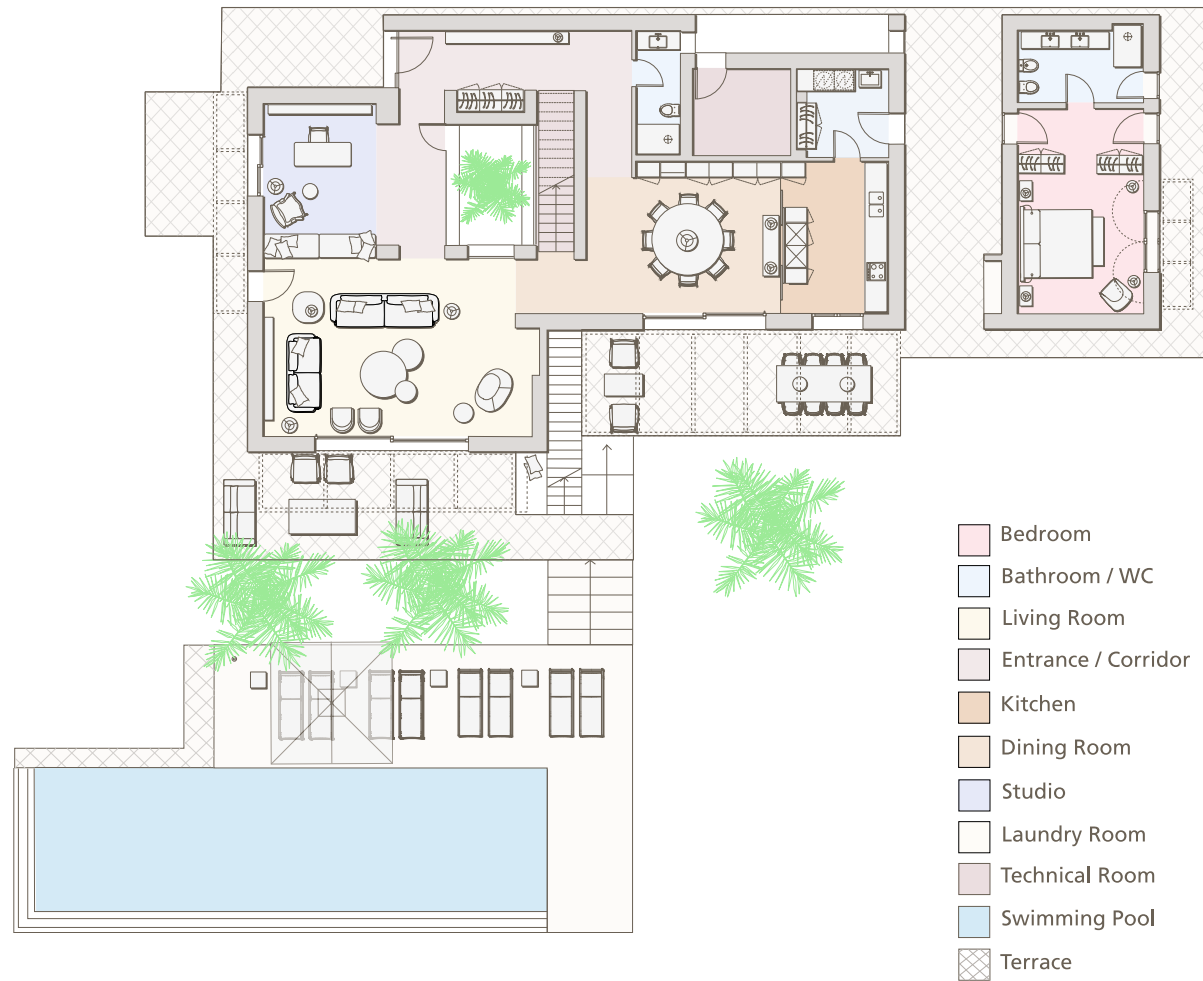 Bedroom
Bathroom / WC
Living Room
Entrance / Corridor
Kitchen
Dining Room
Studio
Laundry Room
Technical Room
Swimming Pool
Terrace